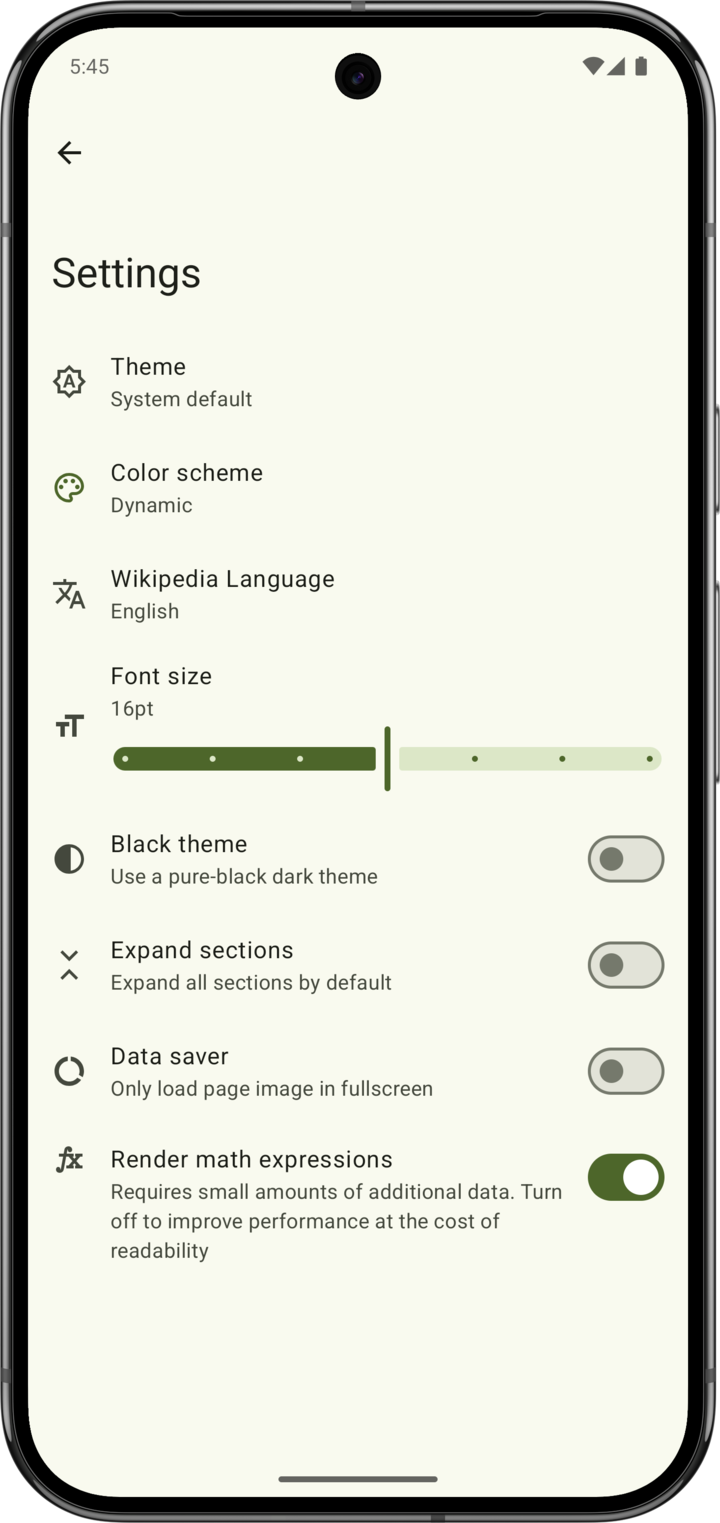 5:45
Settings
Theme
System default
Color scheme
Dynamic
Wikipedia Language
English
Font size
16pt
Black theme
Use a pure-black dark theme
Expand sections
Expand all sections by default
Data saver
Only load page image in fullscreen
Render math expressions
Requires small amounts of additional data. Turn
off to improve performance at the cost of
readability